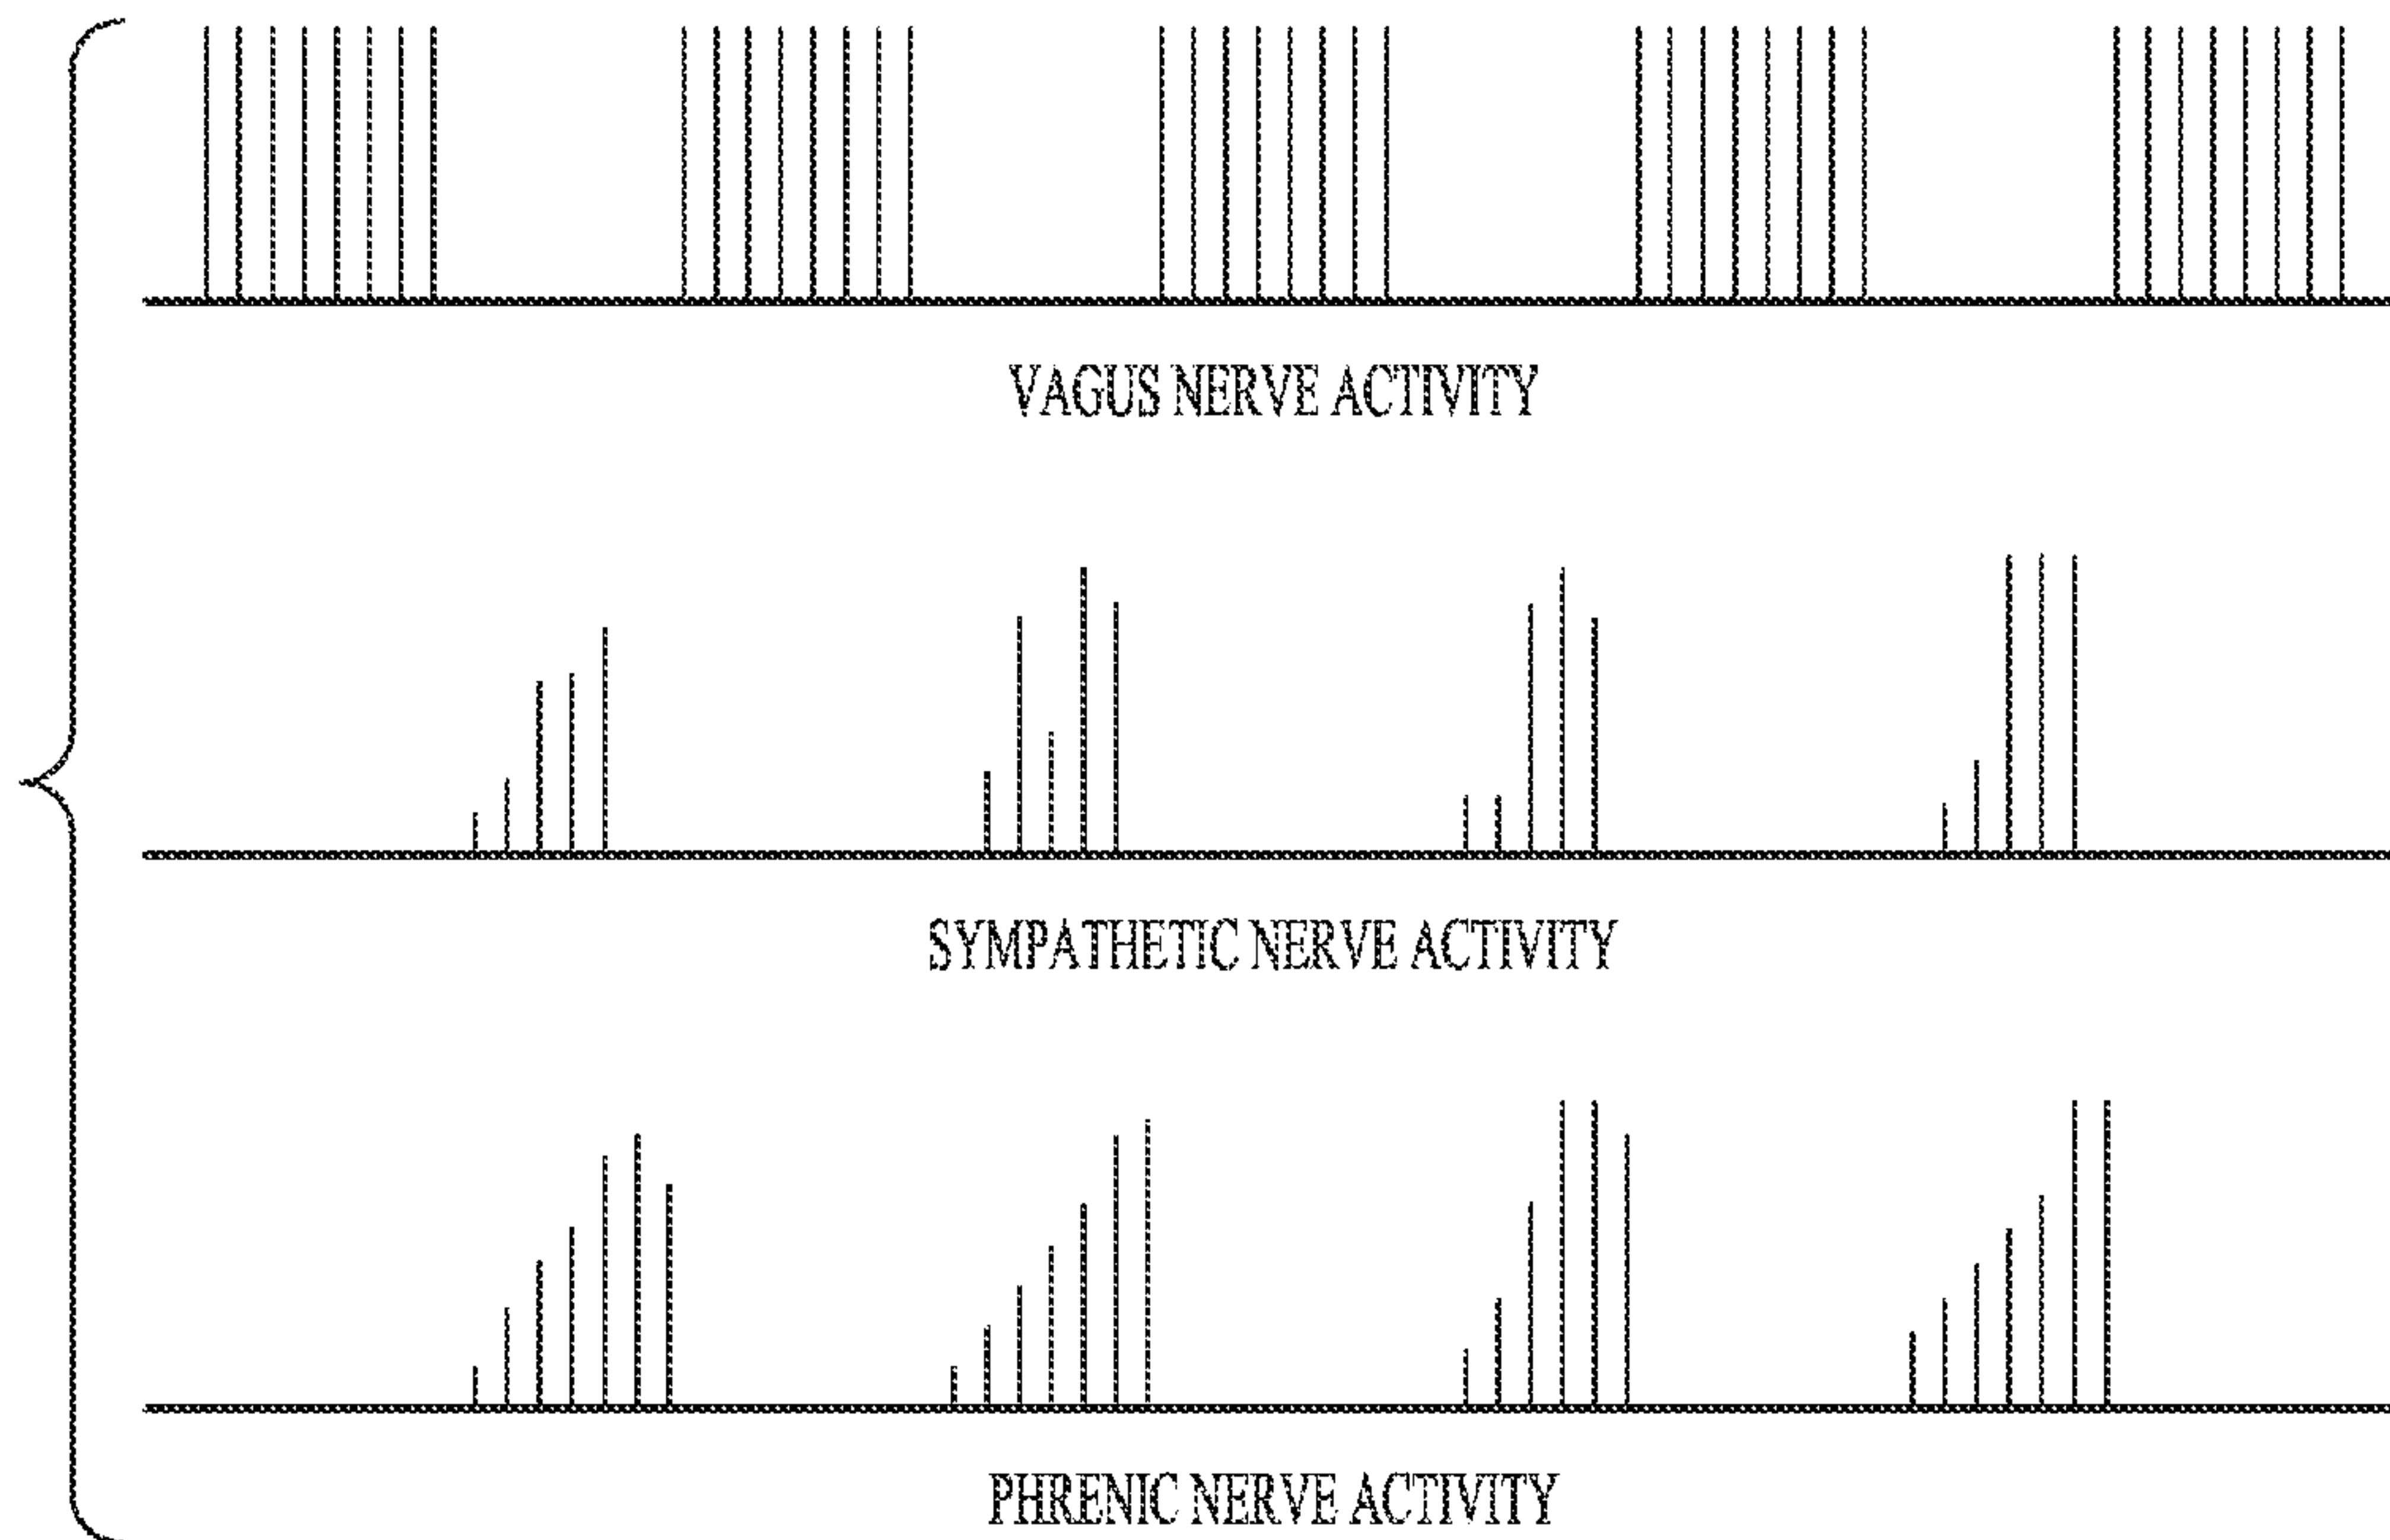 VAGUS NERVE ACTIVITY
SYMPATHETIC NERVE ACTIVITY
PHRENIC NERVE ACTIVITY